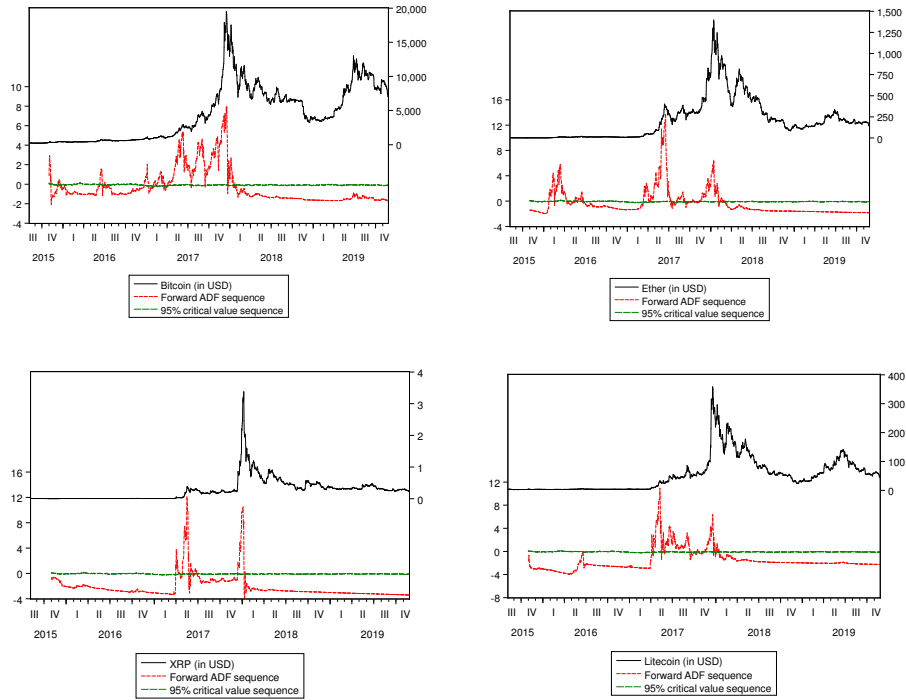 20,000
15,000
10,000
5,000
0
10
8
6
4
2
0
-2
-4
III IV I II III IV I II III IV I II III IV I II III IV
2015 2016 2017 2018 2019
Bitcoin (in USD)
Forward ADF sequence
95% critical value sequence
1,500
1,250
1,000
750
500
250
0
16
12
8
4
0
-4
III IV I II III IV I II III IV I II III IV I II III IV
2015 2016 2017 2018 2019
Ether (in USD)
Forward ADF sequence
95% critical value sequence
4
3
2
1
0
16
12
8
4
0
-4
III IV I II III IV I II III IV I II III IV I II III IV
2015 2016 2017 2018 2019
XRP (in USD)
Forward ADF sequence
95% critical value sequence
400
300
200
100
0
12
8
4
0
-4
-8
III IV I II III IV I II III IV I II III IV I II III IV
2015 2016 2017 2018 2019
Litecoin (in USD)
Forward ADF sequence
95% critical value sequence